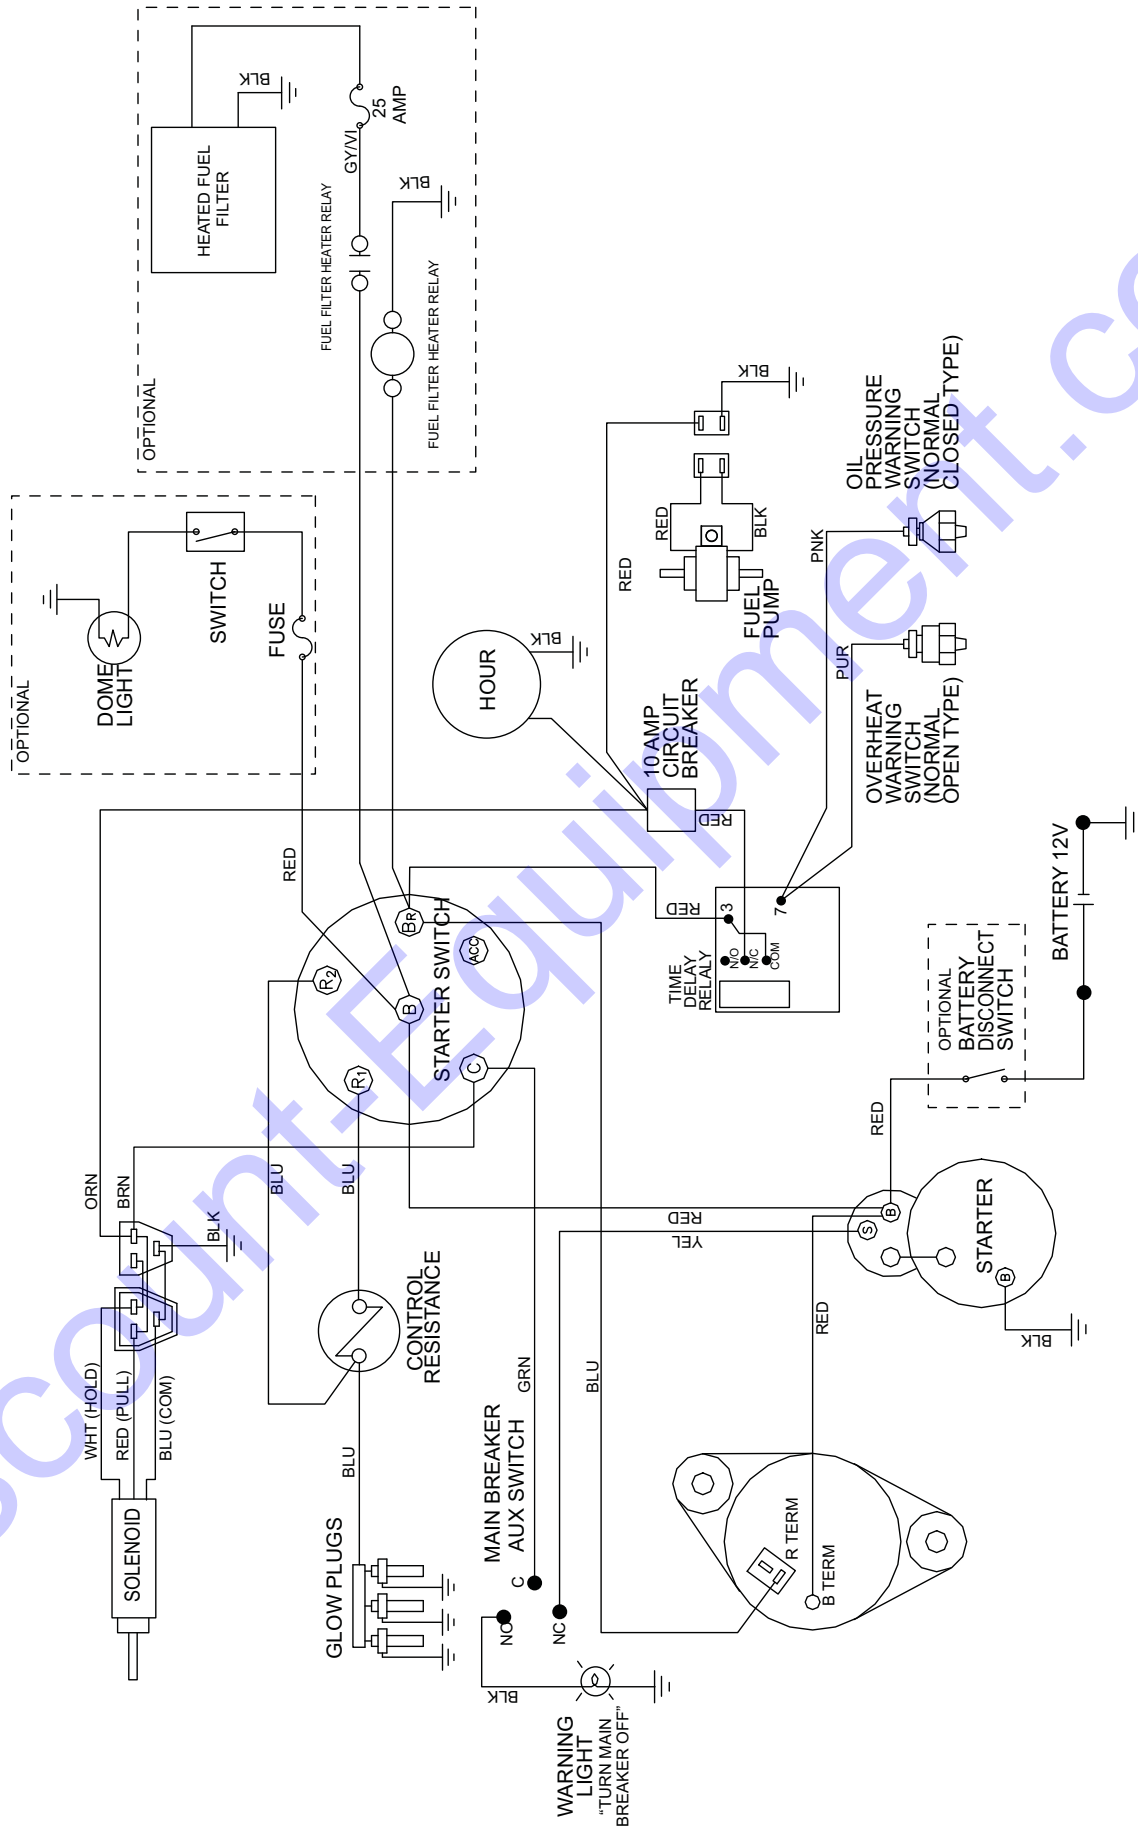 OPTIONAL
HEATED FUEL
FILTER
BLK
25
AMP
GY/VI
FUEL FILTER HEATER RELAY
BLK
FUEL FILTER HEATER RELAY
OPTIONAL
DOME
LIGHT
SWITCH
FUSE
RED
HOUR
BLK
10 AMP
CIRCUIT
BREAKER
RED
RED
RED
BLK
FUEL
PUMP
BLK
OIL
PRESSURE
WARNING
SWITCH
(NORMAL
CLOSED TYPE)
PNK
PUR
OVERHEAT
WARNING
SWITCH
(NORMAL
OPEN TYPE)
R2
BR
ACC
B
R1
C
STARTER SWITCH
RED
3
7
N/O
N/C
COM
TIME
DELAY
RELALY
OPTIONAL
BATTERY
DISCONNECT
SWITCH
BATTERY 12V
RED
ORN
BRN
BLK
BLU
BLU
WHT (HOLD)
RED (PULL)
BLU (COM)
SOLENOID
CONTROL
RESISTANCE
BLU
GLOW PLUGS
RED
YEL
GRN
BLU
MAIN BREAKER
AUX SWITCH
C
NO
NC
BLK
WARNING
LIGHT
"TURN MAIN
BREAKER OFF"
S
B
B
STARTER
BLK
RED
R TERM
B TERM
scount-Equipment.co